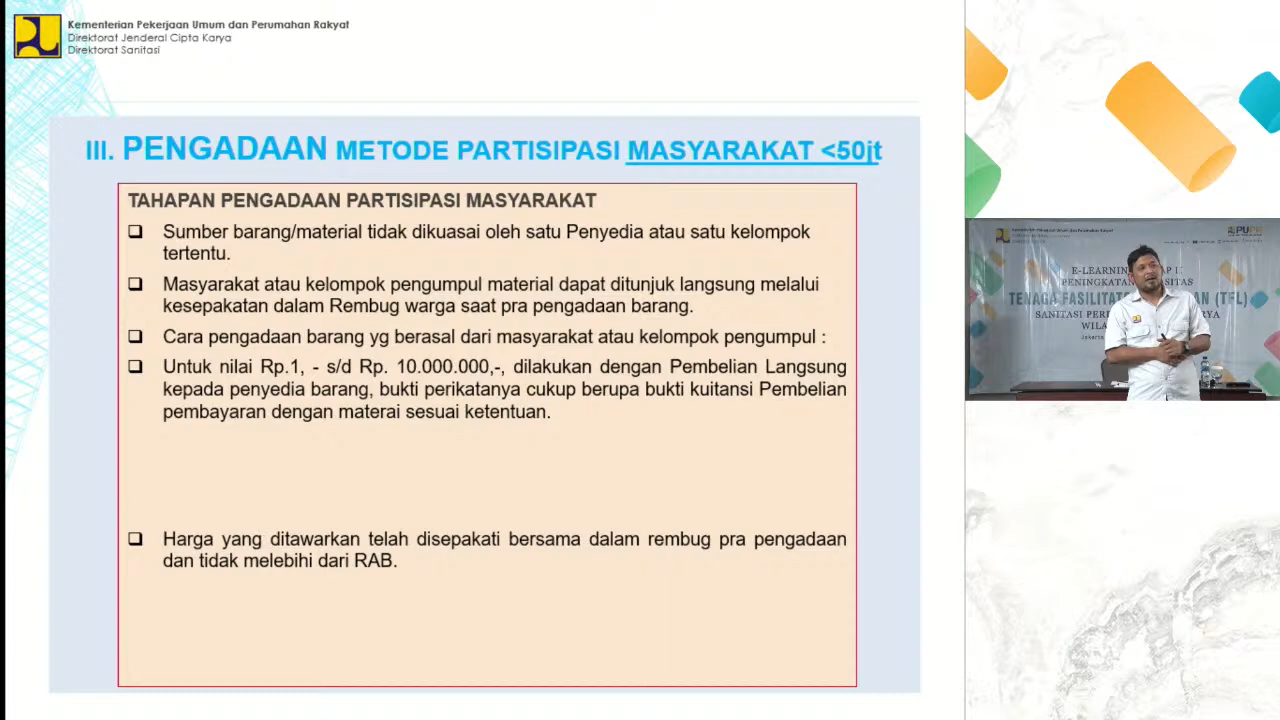 Kementerian Pekerjaan Umum dan Perumahan Rakyat
Direktorat Jenderal Cipta Karya
Direktorat Sanitasi
III. PENGADAAN METODE PARTISIPASI MASYARAKAT <50jt
TAHAPAN PENGADAAN PARTISIPASI MASYARAKAT
Sumber barang/material tidak dikuasai oleh satu Penyedia atau satu kelompok
tertentu.
Masyarakat atau kelompok pengumpul material dapat ditunjuk langsung melalui
kesepakatan dalam Rembug warga saat pra pengadaan barang.
Cara pengadaan barang yg berasal dari masyarakat atau kelompok pengumpul :
Untuk nilai Rp.1, - s/d Rp. 10.000.000,-, dilakukan dengan Pembelian Langsung
kepada penyedia barang, bukti perikatanya cukup berupa bukti kuitansi Pembelian
pembayaran dengan materai sesuai ketentuan.
Harga yang ditawarkan telah disepakati bersama dalam rembug pra pengadaan
dan tidak melebihi dari RAB.
PUPR
E-LEARNING
PENINGKATAN
TENAGA FASILITAT (TFL)
SANITASI
WILA
Jakarta